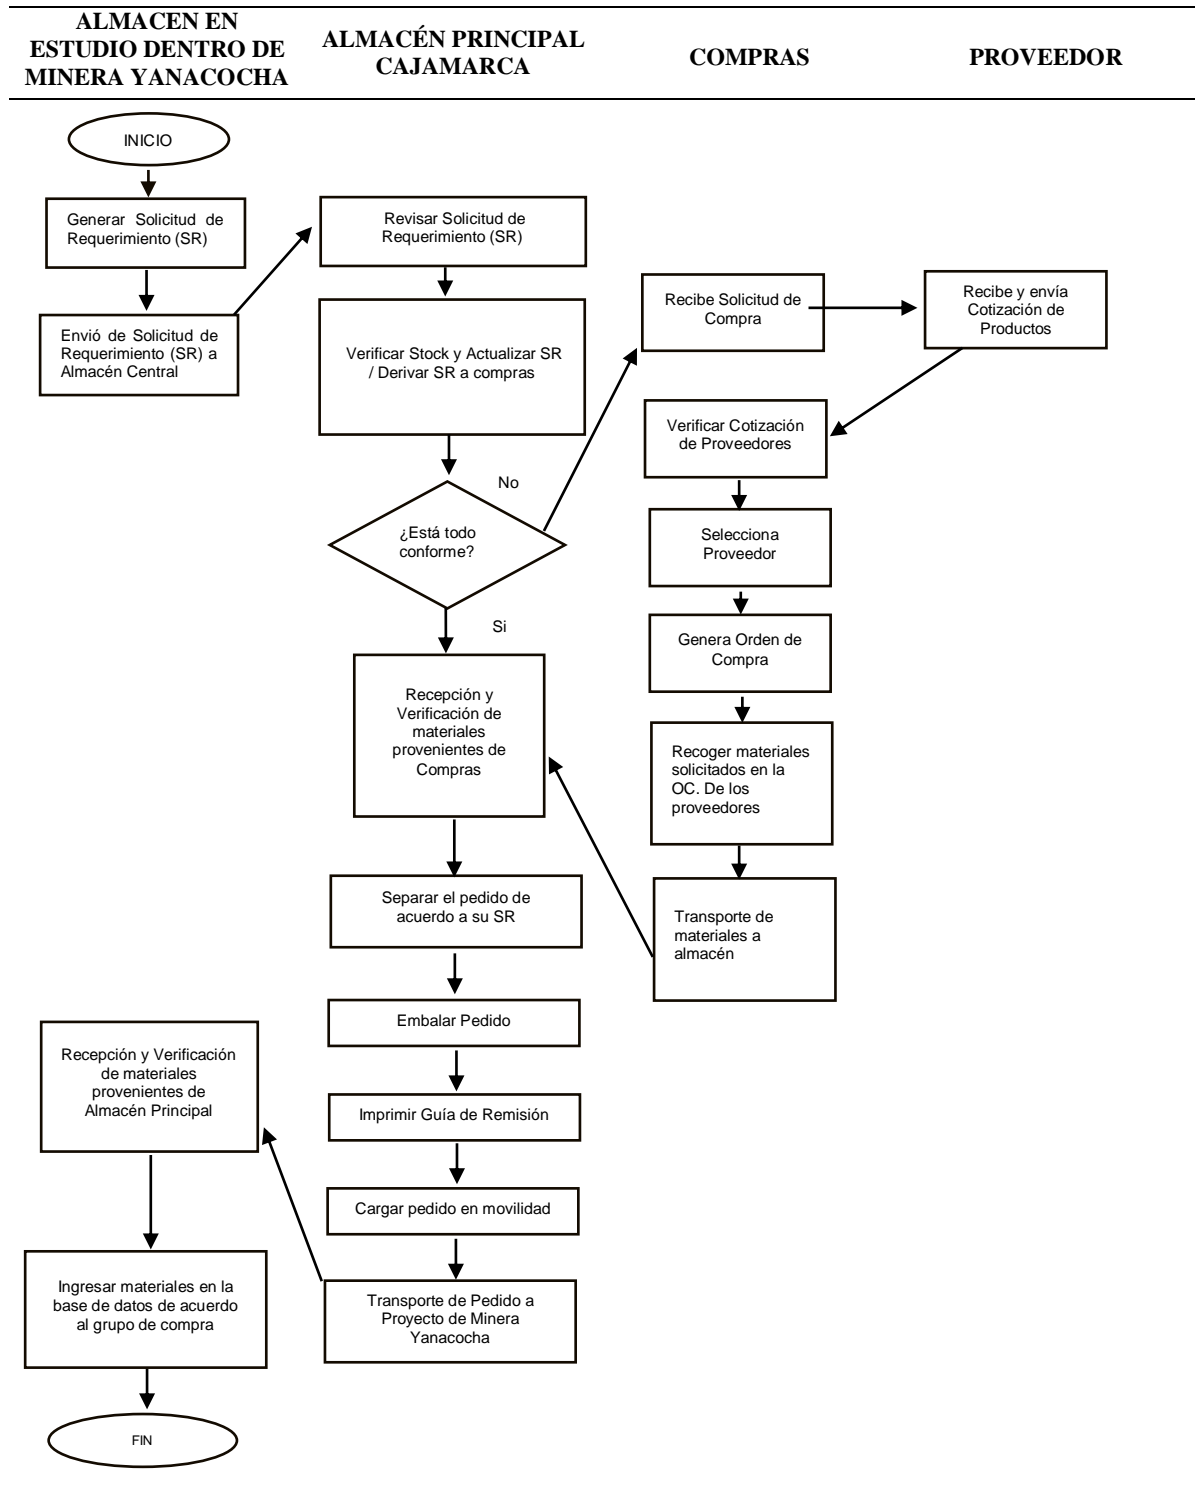 ALMACEN EN
ESTUDIO DENTRO DE
MINERA YANACOCHA
ALMACÉN PRINCIPAL
CAJAMARCA
COMPRAS
PROVEEDOR
INICIO
Generar Solicitud de
Requerimiento (SR)
Envió de Solicitud de
Requerimiento (SR) a
Almacén Central
Revisar Solicitud de
Requerimiento (SR)
Verificar Stock y Actualizar SR
/ Derivar SR a compras
No
¿Está todo
conforme?
Si
Recibe Solicitud de
Compra
Recibe y envía
Cotización de
Productos
Verificar Cotización
de Proveedores
Selecciona
Proveedor
Genera Orden de
Compra
Recoger materiales
solicitados en la
OC. De los
proveedores
Transporte de
materiales a
almacén
Recepción y
Verificación de
materiales
provenientes de
Compras
Separar el pedido de
acuerdo a su SR
Embalar Pedido
Imprimir Guía de Remisión
Cargar pedido en movilidad
Transporte de Pedido a
Proyecto de Minera
Yanacocha
Recepción y Verificación
de materiales
provenientes de
Almacén Principal
Ingresar materiales en la
base de datos de acuerdo
al grupo de compra
FIN